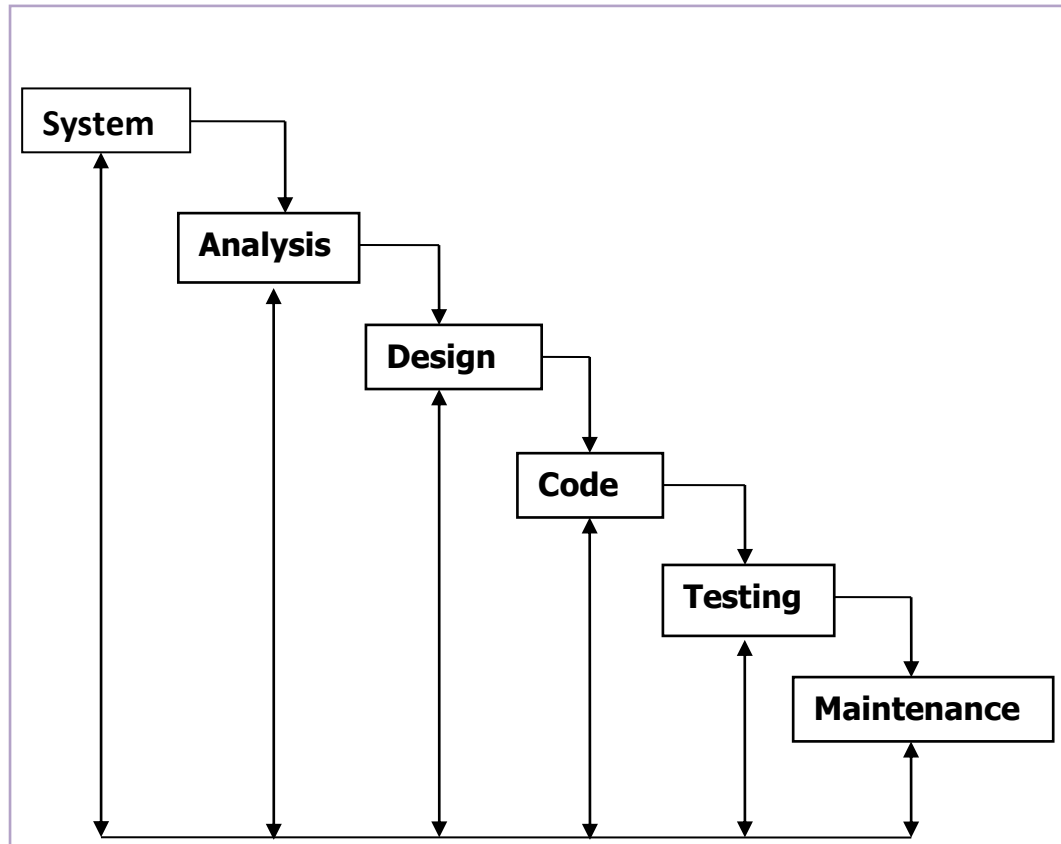 System
Analysis
Design
Code
Testing
Maintenance